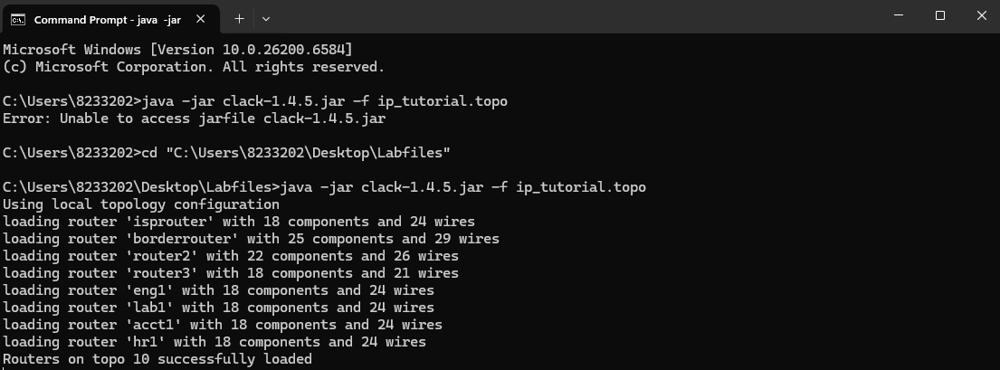 Command Prompt - java -jar
Microsoft Windows [Version 10.0.26200.6584]
(c) Microsoft Corporation. All rights reserved.
C:\Users\8233202>java -jar clack-1.4.5.jar -f ip_tutorial.topo
Error: Unable to access jarfile clack-1.4.5.jar
C:\Users\8233202>cd "C:\Users\8233202\Desktop\Labfiles"
C:\Users\8233202\Desktop\Labfiles>java -jar clack-1.4.5.jar -f ip_tutorial.topo
Using local topology configuration
loading router 'isprouter' with 18 components and 24 wires
loading router 'borderrouter' with 25 components and 29 wires
loading router 'router2' with 22 components and 26 wires
loading router 'router3' with 18 components and 21 wires
loading router 'eng1' with 18 components and 24 wires
loading router 'lab1' with 18 components and 24 wires
loading router 'acct1' with 18 components and 24 wires
loading router 'hr1' with 18 components and 24 wires
Routers on topo 10 successfully loaded